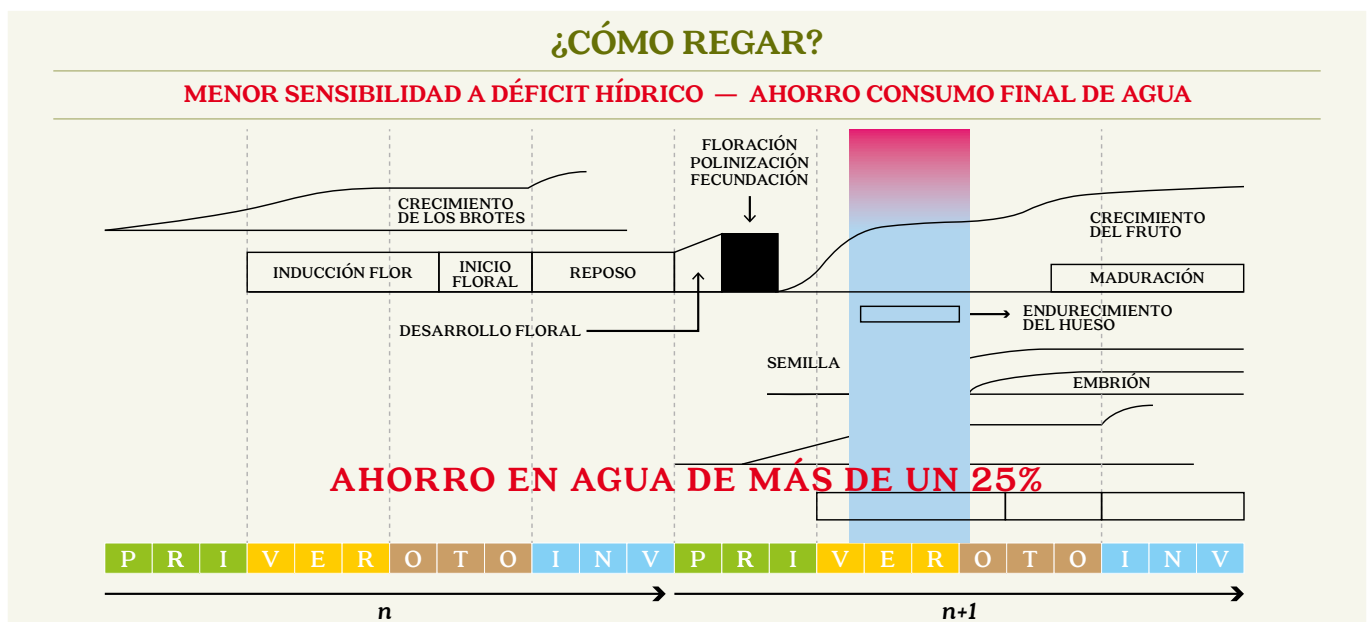 ¿CÓMO REGAR?
MENOR SENSIBILIDAD A DÉFICIT HÍDRICO — AHORRO CONSUMO FINAL DE AGUA
FLORACIÓN
POLINIZACIÓN
FECUNDACIÓN
CRECIMIENTO
DE LOS BROTES
CRECIMIENTO
DEL FRUTO
INDUCCIÓN FLOR
INICIO
FLORAL
REPOSO
MADURACIÓN
DESARROLLO FLORAL
ENDURECIMIENTO
DEL HUESO
SEMILLA
EMBRIÓN
AHORRO EN AGUA DE MÁS DE UN 25%
P R I V E R O T O I N V P R I V E R O T O I N V
n
n+1